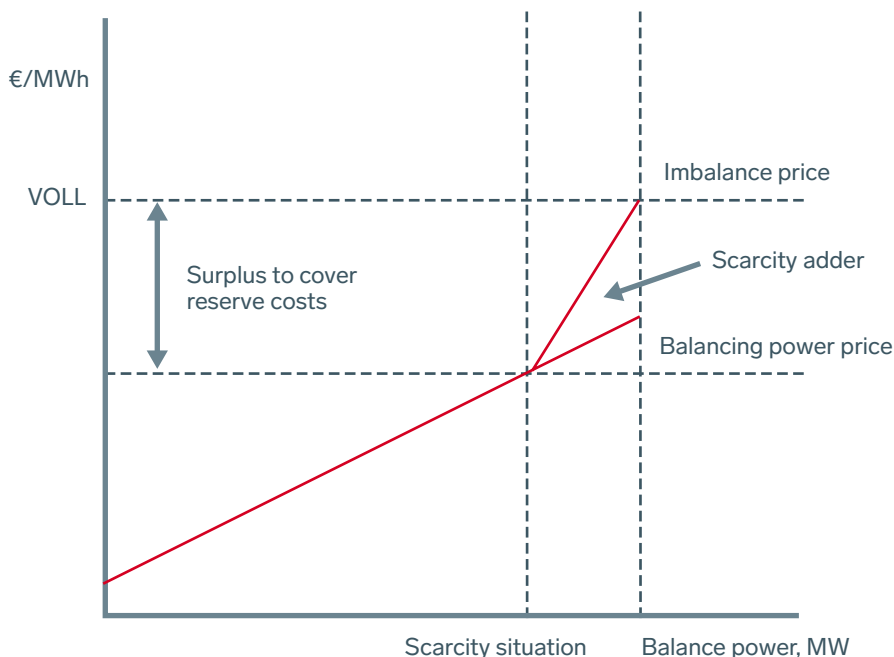 €/MWh
Imbalance price
VOLL
Scarcity adder
Surplus to cover
reserve costs
Balancing power price
Scarcity situation
Balance power, MW